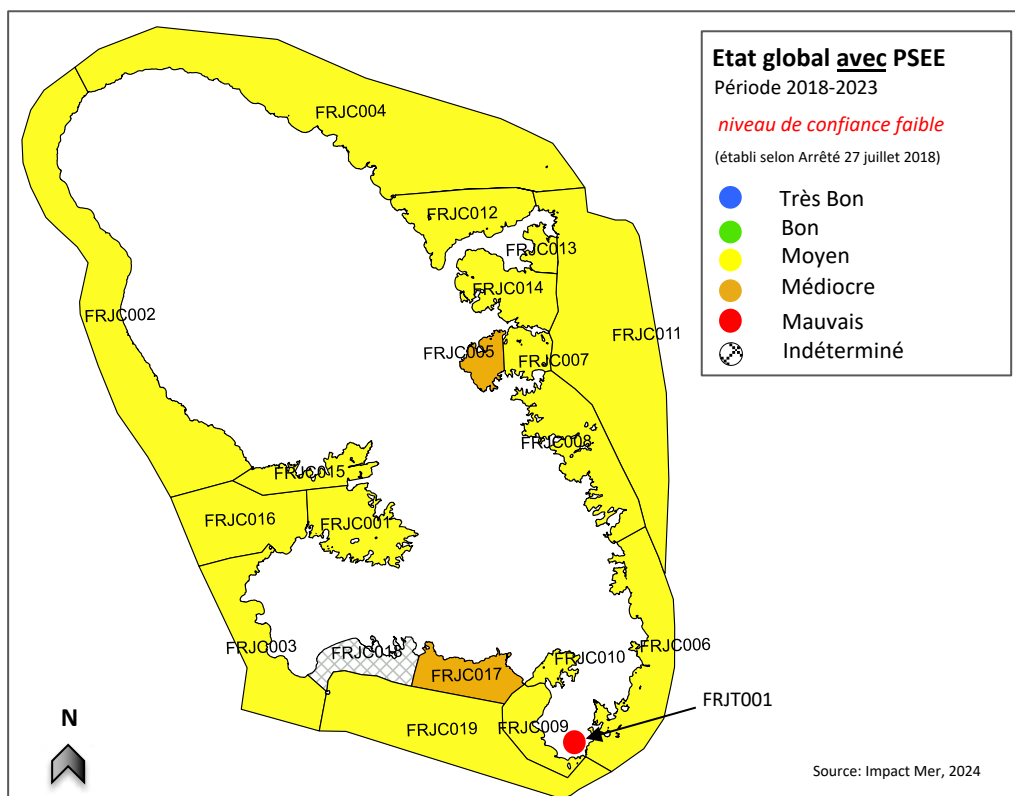 Etat global avec PSEE
Période 2018-2023
niveau de confiance faible
(établi selon Arrêté 27 juillet 2018)
Très Bon
Bon
Moyen
Médiocre
Mauvais
Indéterminé
FRJC004
FRJC012
FRJC013
FRJC014
FRJC002
FRJC011
FRJC005
FRJC007
FRJC008
FRJC015
FRJC016
FRJC001
FRJC003
FRJC018
FRJC010
FRJC006
FRJC017
FRJT001
FRJC019
FRJC009
N
Source: Impact Mer, 2024